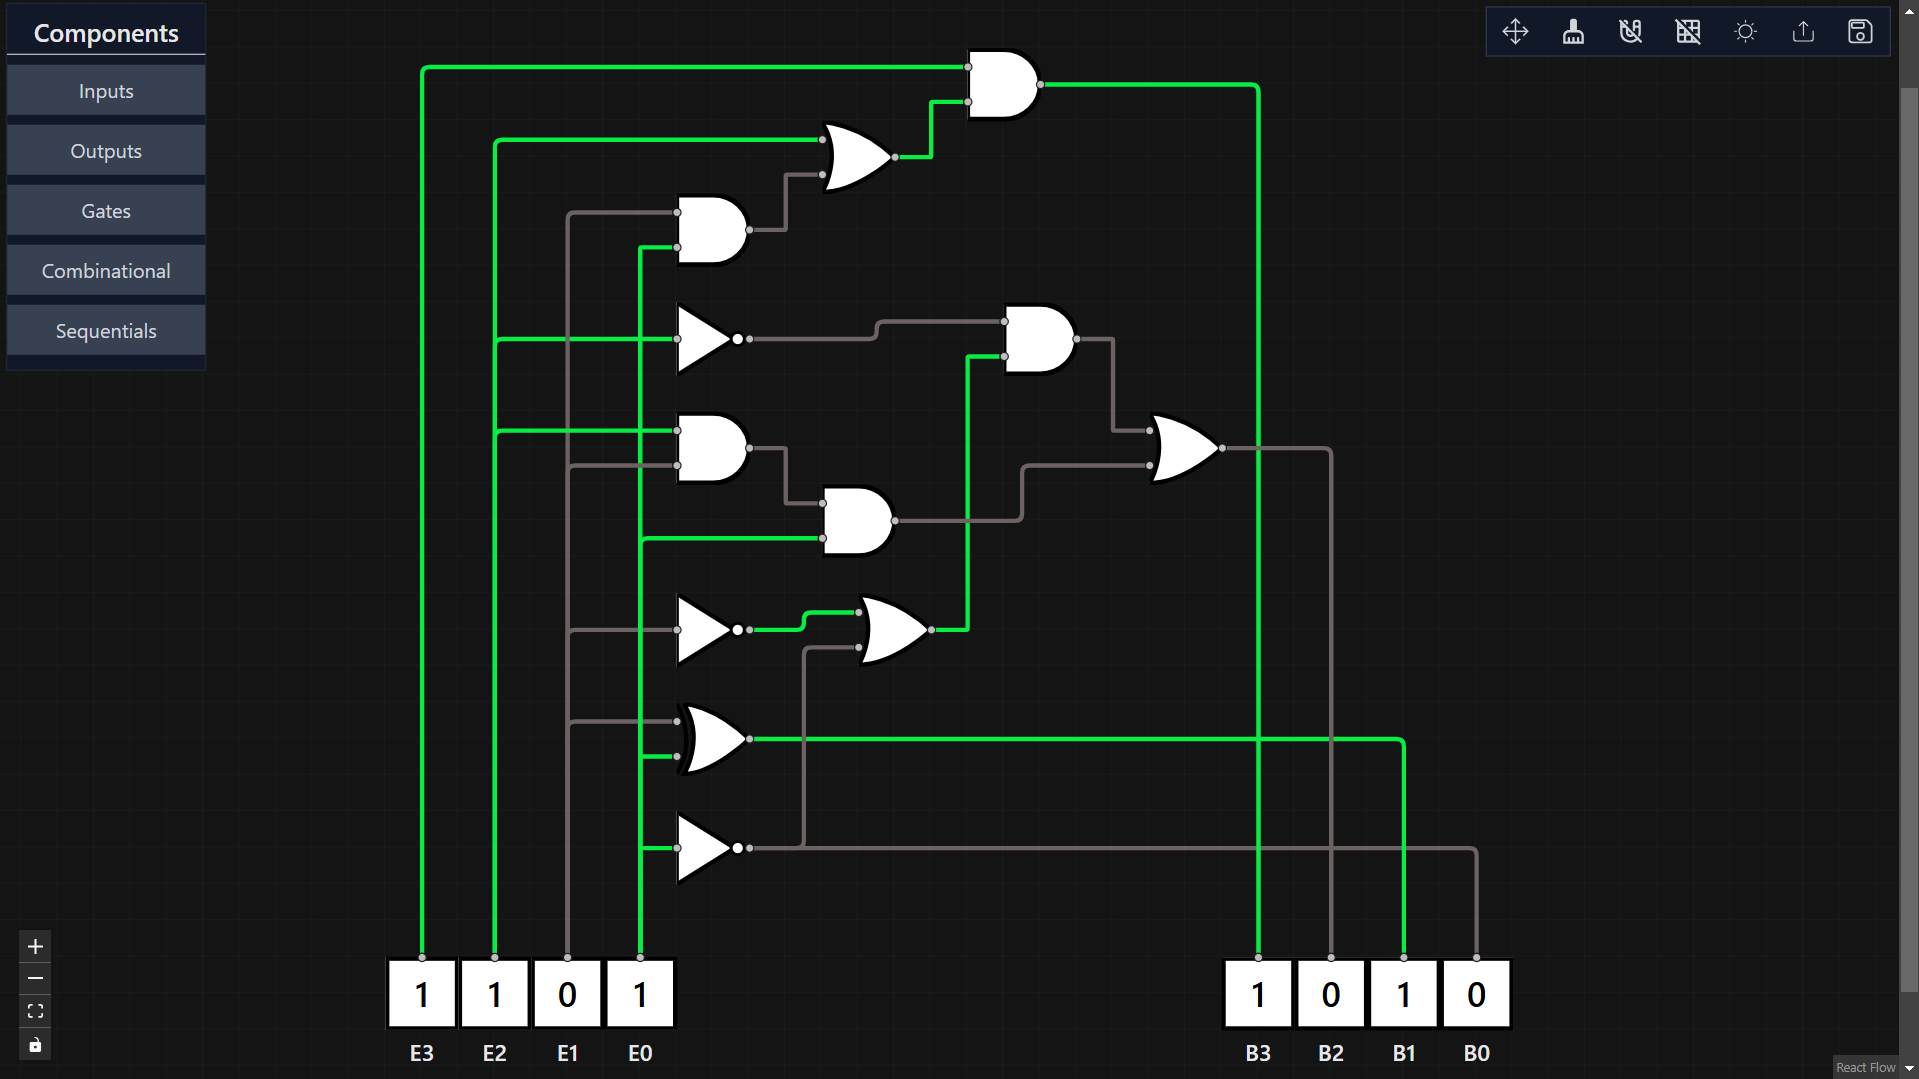 Components
Inputs
Outputs
Gates
Combinational
Sequentials
1 1 0 1
1 0 1 0
E3 E2 E1 E0
B3 B2 B1 B0
React Flow